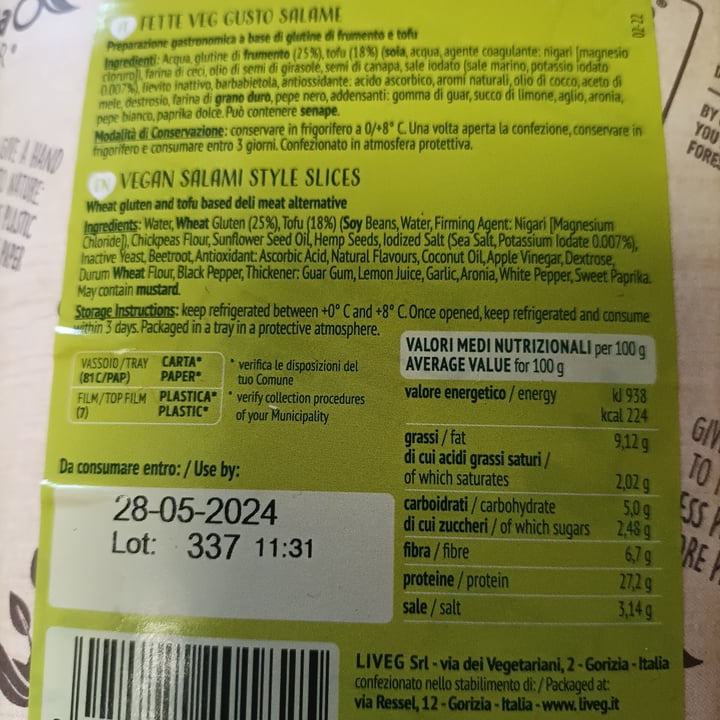 IT FETTE VEG GUSTO SALAME
Preparazione gastronomica a base di glutine di frumento e tofu
Ingredienti: Acqua, glutine di frumento (25%), tofu (18%) (soia, acqua, agente coagulante: nigari [magnesio
cloruro]), farina di ceci, olio di semi di girasole, semi di canapa, sale iodato (sale marino, potassio iodato
0.007%), lievito inattivo, barbabietola, antiossidante: acido ascorbico, aromi naturali, olio di cocco, aceto di
mele, destrosio, farina di grano duro, pepe nero, addensanti: gomma di guar, succo di limone, aglio, aronia,
pepe bianco, paprika dolce. Può contenere senape.
Modalità di Conservazione: conservare in frigorifero a 0/+8° C. Una volta aperta la confezione, conservare in
frigorifero e consumare entro 3 giorni. Confezionato in atmosfera protettiva.
02-22
EN VEGAN SALAMI STYLE SLICES
Wheat gluten and tofu based deli meat alternative
Ingredients: Water, Wheat Gluten (25%), Tofu (18%) (Soy Beans, Water, Firming Agent: Nigari [Magnesium
Chloride]), Chickpeas Flour, Sunflower Seed Oil, Hemp Seeds, Iodized Salt (Sea Salt, Potassium Iodate 0.007%),
Inactive Yeast, Beetroot, Antioxidant: Ascorbic Acid, Natural Flavours, Coconut Oil, Apple Vinegar, Dextrose,
Durum Wheat Flour, Black Pepper, Thickener: Guar Gum, Lemon Juice, Garlic, Aronia, White Pepper, Sweet Paprika.
May contain mustard.
Storage Instructions: keep refrigerated between +0° C and +8° C. Once opened, keep refrigerated and consume
within 3 days. Packaged in a tray in a protective atmosphere.
VASSOIO/TRAY CARTA*
(81 C/PAP) PAPER*
FILM/TOP FILM PLASTICA*
(7) PLASTIC*
* verifica le disposizioni del
tuo Comune
* verify collection procedures
of your Municipality
Da consumare entro: / Use by:
28-05-2024
Lot: 337 11:31
VALORI MEDI NUTRIZIONALI per 100 g
AVERAGE VALUE for 100 g
valore energetico / energy kJ 938
kcal 224
grassi / fat 9,12 g
di cui acidi grassi saturi /
of which saturates 2,02 g
carboidrati / carbohydrate 5,0 g
di cui zuccheri / of which sugars 2,48 g
fibra / fibre 6,7 g
proteine / protein 27,2 g
sale / salt 3,14 g
LIVEG Srl - via dei Vegetariani, 2 - Gorizia - Italia
confezionato nello stabilimento di: / Packaged at:
via Ressel, 12 - Gorizia - Italia - www.liveg.it
GIVE A HAND
NATURE:
PLASTIC
PAPER
BY
YOU
FORES
GIV
TO
ESS P